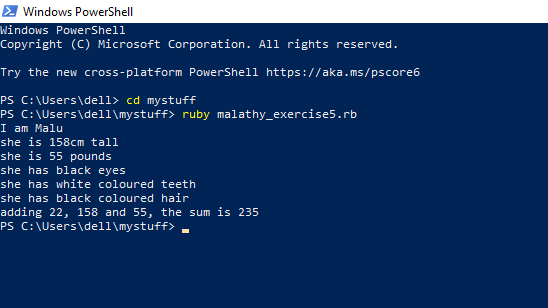 Windows PowerShell
Windows PowerShell
Copyright (C) Microsoft Corporation. All rights reserved.
Try the new cross-platform PowerShell https://aka.ms/pscore6
PS C:\Users\dell> cd mystuff
PS C:\Users\dell\mystuff> ruby malathy_exercise5.rb
I am Malu
she is 158cm tall
she is 55 pounds
she has black eyes
she has white coloured teeth
she has black coloured hair
adding 22, 158 and 55, the sum is 235
PS C:\Users\dell\mystuff>